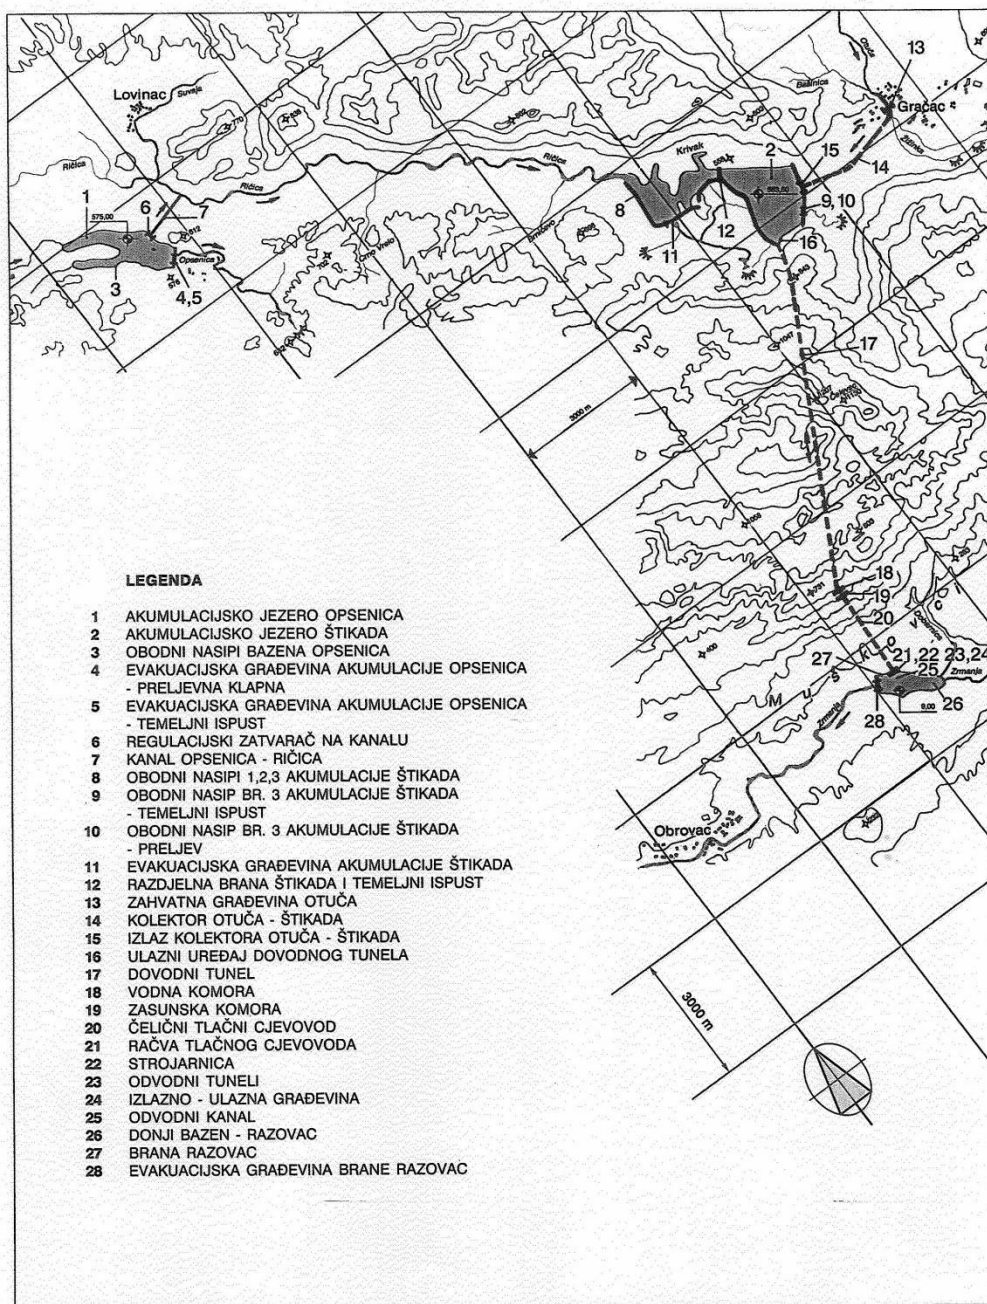 13
Otuča
Bašinica
Lovinac
Suvaja
Gračac
770
Žižinka
Krivak
2
15
14
Ričica
Ričica
Ričica
1
575,00
6
7
612
8
9, 10
12
11
16
Opsenica
Crno Vrelo
3
4,5
17
3000 m
LEGENDA
1 AKUMULACIJSKO JEZERO OPSENICA
2 AKUMULACIJSKO JEZERO ŠTIKADA
3 OBODNI NASIPI BAZENA OPSENICA
4 EVAKUACIJSKA GRAĐEVINA AKUMULACIJE OPSENICA
- PRELJEVNA KLAPNA
5 EVAKUACIJSKA GRAĐEVINA AKUMULACIJE OPSENICA
- TEMELJNI ISPUST
6 REGULACIJSKI ZATVARAČ NA KANALU
7 KANAL OPSENICA - RIČICA
8 OBODNI NASIPI 1,2,3 AKUMULACIJE ŠTIKADA
9 OBODNI NASIP BR. 3 AKUMULACIJE ŠTIKADA
- TEMELJNI ISPUST
10 OBODNI NASIP BR. 3 AKUMULACIJE ŠTIKADA
- PRELJEV
11 EVAKUACIJSKA GRAĐEVINA AKUMULACIJE ŠTIKADA
12 RAZDJELNA BRANA ŠTIKADA I TEMELJNI ISPUST
13 ZAHVATNA GRAĐEVINA OTUČA
14 KOLEKTOR OTUČA - ŠTIKADA
15 IZLAZ KOLEKTORA OTUČA - ŠTIKADA
16 ULAZNI UREĐAJ DOVODNOG TUNELA
17 DOVODNI TUNEL
18 VODNA KOMORA
19 ZASUNSKA KOMORA
20 ČELIČNI TLAČNI CJEVOVOD
21 RAČVA TLAČNOG CJEVOVODA
22 STROJARNICA
23 ODVODNI TUNELI
24 IZLAZNO - ULAZNA GRAĐEVINA
25 ODVODNI KANAL
26 DONJI BAZEN - RAZOVAC
27 BRANA RAZOVAC
28 EVAKUACIJSKA GRAĐEVINA BRANE RAZOVAC
18
19
20
731
400
27
21,22 23,24
25
Zrmanja
26
9,00
28
Zrmanja
Obrovac
3000 m